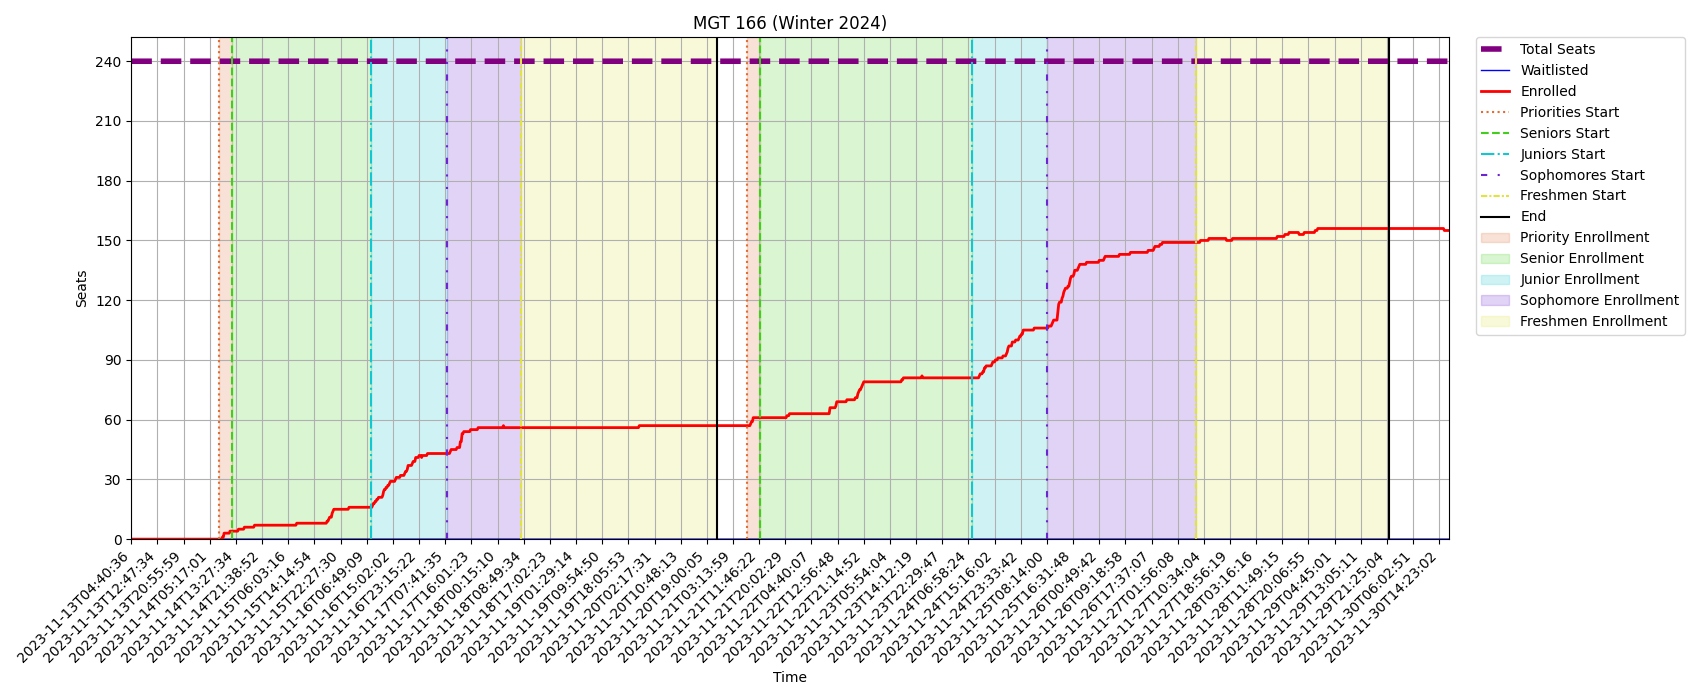 MGT 166 (Winter 2024)
Seats
240
210
180
150
120
90
60
30
0
2023-11-13T04:40:36
2023-11-13T12:47:34
2023-11-13T20:55:59
2023-11-14T05:17:01
2023-11-14T13:27:34
2023-11-14T21:38:52
2023-11-15T06:03:16
2023-11-15T14:14:54
2023-11-15T22:27:30
2023-11-16T06:49:09
2023-11-16T15:02:02
2023-11-16T23:15:22
2023-11-17T07:41:35
2023-11-17T16:01:23
2023-11-18T00:15:10
2023-11-18T08:49:34
2023-11-18T17:02:23
2023-11-19T01:29:14
2023-11-19T09:54:50
2023-11-19T18:05:53
2023-11-20T02:17:31
2023-11-20T10:48:13
2023-11-20T19:00:05
2023-11-21T03:13:59
2023-11-21T11:46:22
2023-11-21T20:02:29
2023-11-22T04:40:07
2023-11-22T12:56:48
2023-11-22T21:14:52
2023-11-23T05:54:04
2023-11-23T14:12:19
2023-11-23T22:29:47
2023-11-24T06:58:24
2023-11-24T15:16:02
2023-11-24T23:33:42
2023-11-25T08:14:00
2023-11-25T16:31:48
2023-11-26T00:49:42
2023-11-26T09:18:58
2023-11-26T17:37:07
2023-11-27T01:56:08
2023-11-27T10:34:04
2023-11-27T18:56:19
2023-11-28T03:16:16
2023-11-28T11:49:15
2023-11-28T20:06:55
2023-11-29T04:45:01
2023-11-29T13:05:11
2023-11-29T21:25:04
2023-11-30T06:02:51
2023-11-30T14:23:02
Time
Total Seats
Waitlisted
Enrolled
Priorities Start
Seniors Start
Juniors Start
Sophomores Start
Freshmen Start
End
Priority Enrollment
Senior Enrollment
Junior Enrollment
Sophomore Enrollment
Freshmen Enrollment